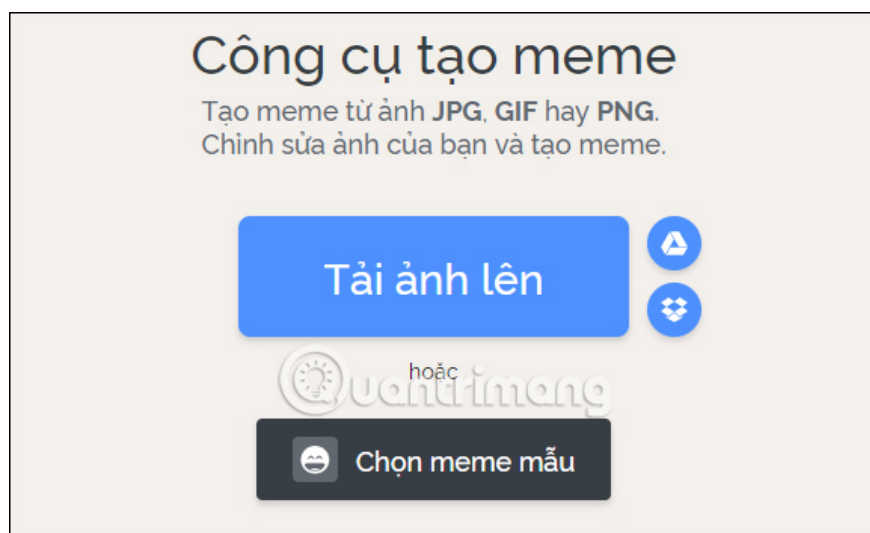 Công cụ tạo meme
Tạo meme từ ảnh JPG, GIF hay PNG.
Chỉnh sửa ảnh của bạn và tạo meme.
Tải ảnh lên
hoặc
Quantrimang
Chọn meme mẫu